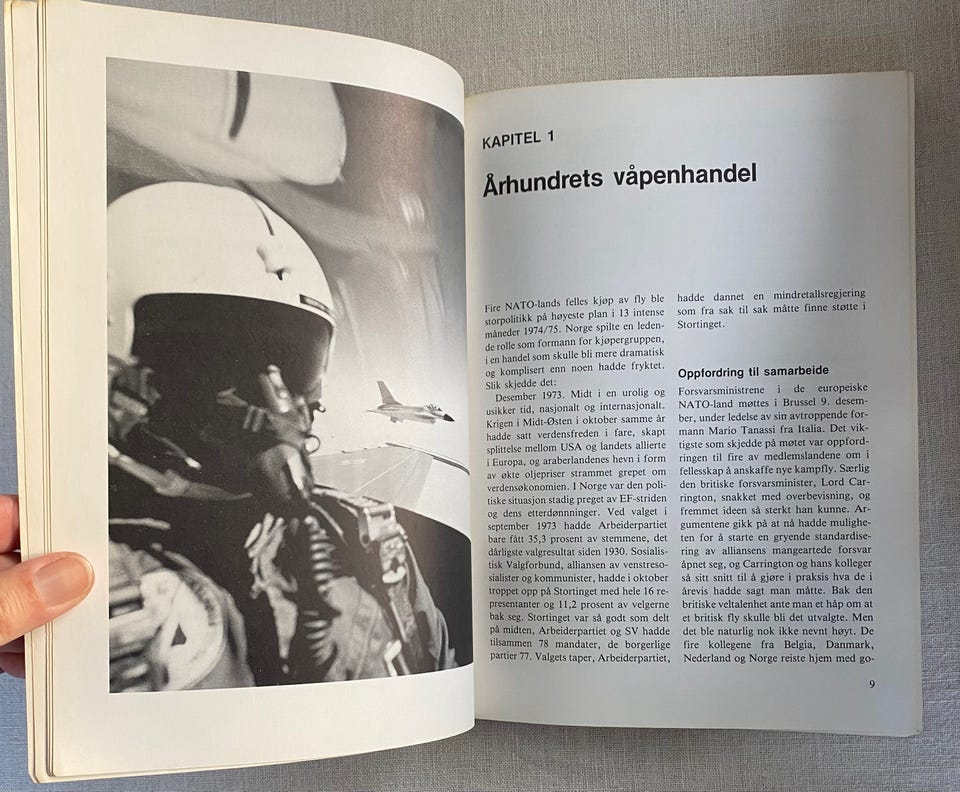 KAPITEL 1
Århundrets våpenhandel
Fire NATO-lands felles kjøp av fly ble
storpolitikk på høyeste plan i 13 intense
måneder 1974/75. Norge spilte en leden-
de rolle som formann for kjøpergruppen,
i en handel som skulle bli mere dramatisk
og komplisert enn noen hadde fryktet.
Slik skjedde det:
Desember 1973. Midt i en urolig og
usikker tid, nasjonalt og internasjonalt.
Krigen i Midt-Østen i oktober samme år
hadde satt verdensfreden i fare, skapt
splittelse mellom USA og landets allierte
i Europa, og araberlandenes hevn i form
av økte oljepriser strammet grepet om
verdensøkonomien. I Norge var den poli-
tiske situasjon stadig preget av EF-striden
og dens etterdønnninger. Ved valget i
september 1973 hadde Arbeiderpartiet
bare fått 35,3 prosent av stemmene, det
dårligste valgresultat siden 1930. Sosialis-
tisk Valgforbund, alliansen av venstreso-
sialister og kommunister, hadde i oktober
troppet opp på Stortinget med hele 16 re-
presentanter og 11,2 prosent av velgerne
bak seg. Stortinget var så godt som delt
på midten, Arbeiderpartiet og SV hadde
tilsammen 78 mandater, de borgerlige
partier 77. Valgets taper, Arbeiderpartiet,
hadde dannet en mindretallsregjering
som fra sak til sak måtte finne støtte i
Stortinget.
Oppfordring til samarbeide
Forsvarsministrene i de europeiske
NATO-land møttes i Brussel 9. desem-
ber, under ledelse av sin avtroppende for-
mann Mario Tanassi fra Italia. Det vik-
tigste som skjedde på møtet var oppford-
ringen til fire av medlemslandene om i
fellesskap å anskaffe nye kampfly. Særlig
den britiske forsvarsminister, Lord Car-
rington, snakket med overbevisning, og
fremmet ideen så sterkt han kunne. Ar-
gumentene gikk på at nå hadde mulighe-
ten for å starte en gryende standardise-
ring av alliansens mangeartede forsvar
åpnet seg, og Carrington og hans kolleger
så sitt snitt til å gjøre i praksis hva de i
årevis hadde sagt man måtte. Bak den
britiske veltalenhet ante man et håp om at
et britisk fly skulle bli det utvalgte. Men
det ble naturlig nok ikke nevnt høyt. De
fire kollegene fra Belgia, Danmark,
Nederland og Norge reiste hjem med go-
9